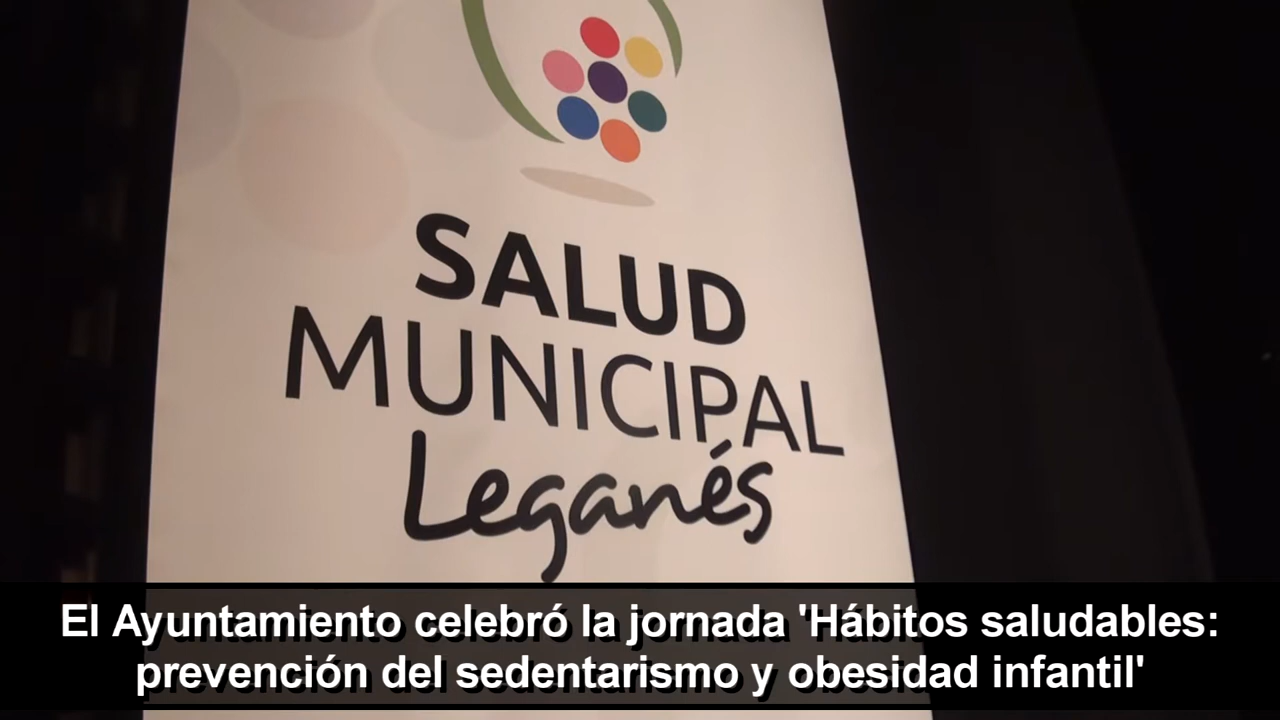 SALUD
MUNICIPAL
Leganés
El Ayuntamiento celebró la jornada 'Hábitos saludables:
prevención del sedentarismo y obesidad infantil'